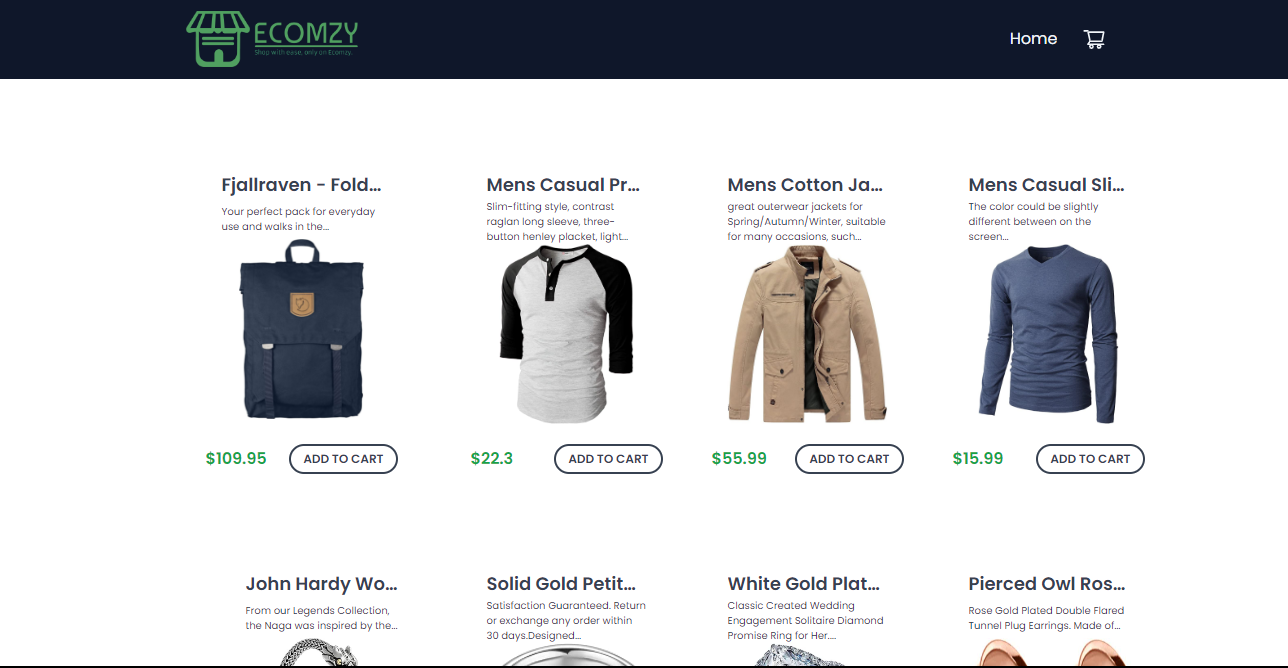 ECOMZY
Shop with ease, only on Ecomzy.
Home
Fjallraven - Fold...
Your perfect pack for everyday
use and walks in the...
$109.95
ADD TO CART
Mens Casual Pr...
Slim-fitting style, contrast
raglan long sleeve, three-
button henley placket, light...
$22.3
ADD TO CART
Mens Cotton Ja...
great outerwear jackets for
Spring/Autumn/Winter, suitable
for many occasions, such...
$55.99
ADD TO CART
Mens Casual Sli...
The color could be slightly
different between on the
screen...
$15.99
ADD TO CART
John Hardy Wo...
From our Legends Collection,
the Naga was inspired by the...
Solid Gold Petit...
Satisfaction Guaranteed. Return
or exchange any order within
30 days.Designed...
White Gold Plat...
Classic Created Wedding
Engagement Solitaire Diamond
Promise Ring for Her....
Pierced Owl Ros...
Rose Gold Plated Double Flared
Tunnel Plug Earrings. Made of...